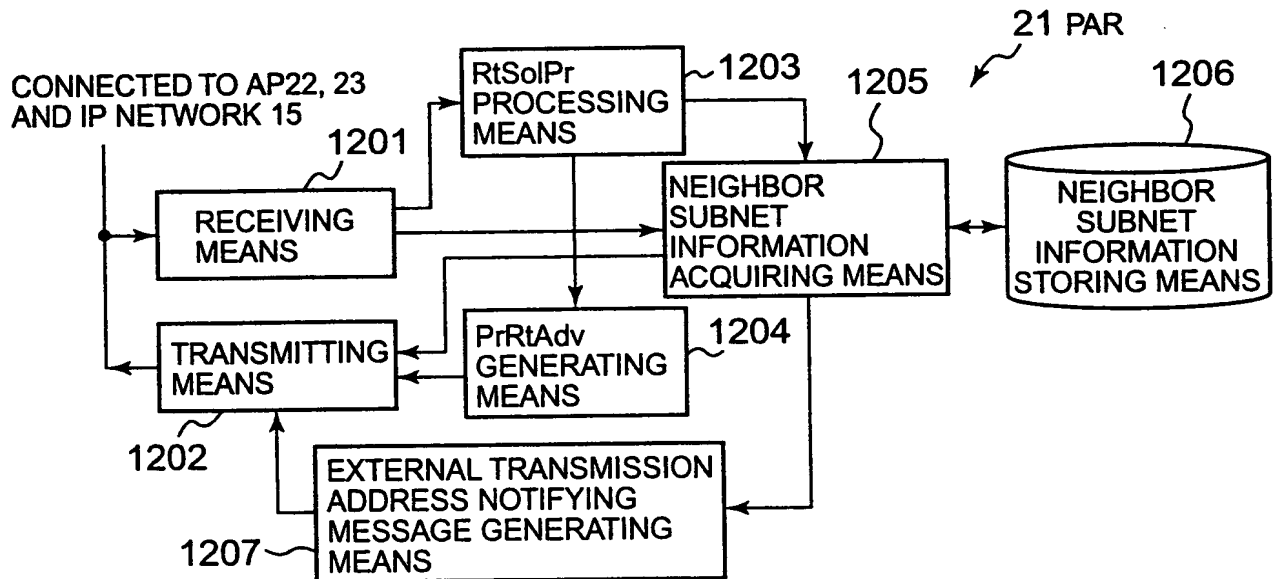 21 PAR
CONNECTED TO AP22, 23
AND IP NETWORK 15
1201
RECEIVING
MEANS
RtSolPr
PROCESSING
MEANS
1203
1205
NEIGHBOR
SUBNET
INFORMATION
ACQUIRING MEANS
1206
NEIGHBOR
SUBNET
INFORMATION
STORING MEANS
TRANSMITTING
MEANS
1202
PrRtAdv
GENERATING
MEANS
1204
EXTERNAL TRANSMISSION
ADDRESS NOTIFYING
MESSAGE GENERATING
MEANS
1207